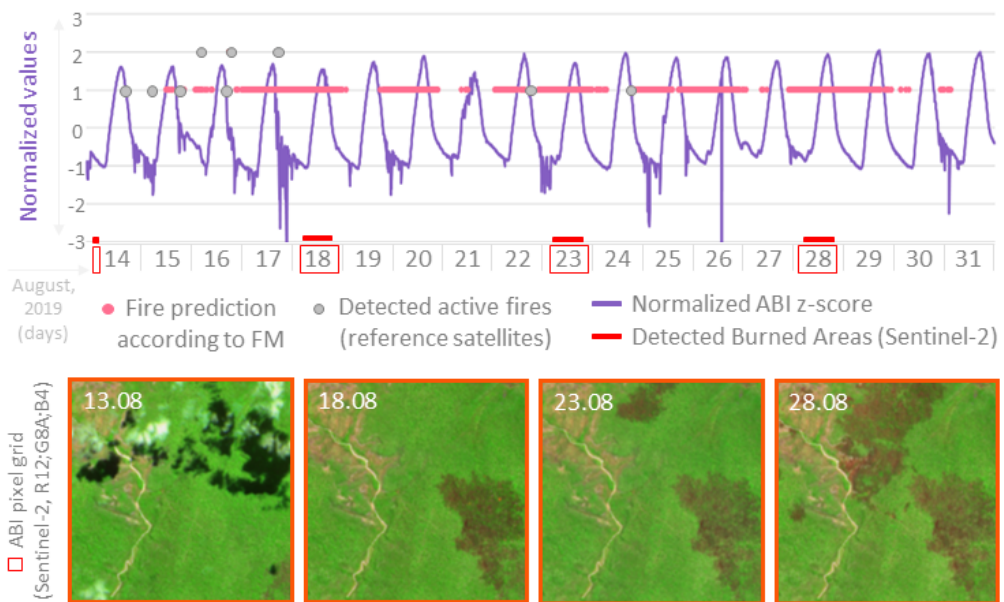 Normalized values
3
2
1
0
-1
-2
-3
14 15 16 17 18 19 20 21 22 23 24 25 26 27 28 29 30 31
August,
2019
(days)
Fire prediction
according to FM
Detected active fires
(reference satellites)
Normalized ABI z-score
Detected Burned Areas (Sentinel-2)
ABI pixel grid
(Sentinel-2, R12;G8A;B4)
13.08
18.08
23.08
28.08